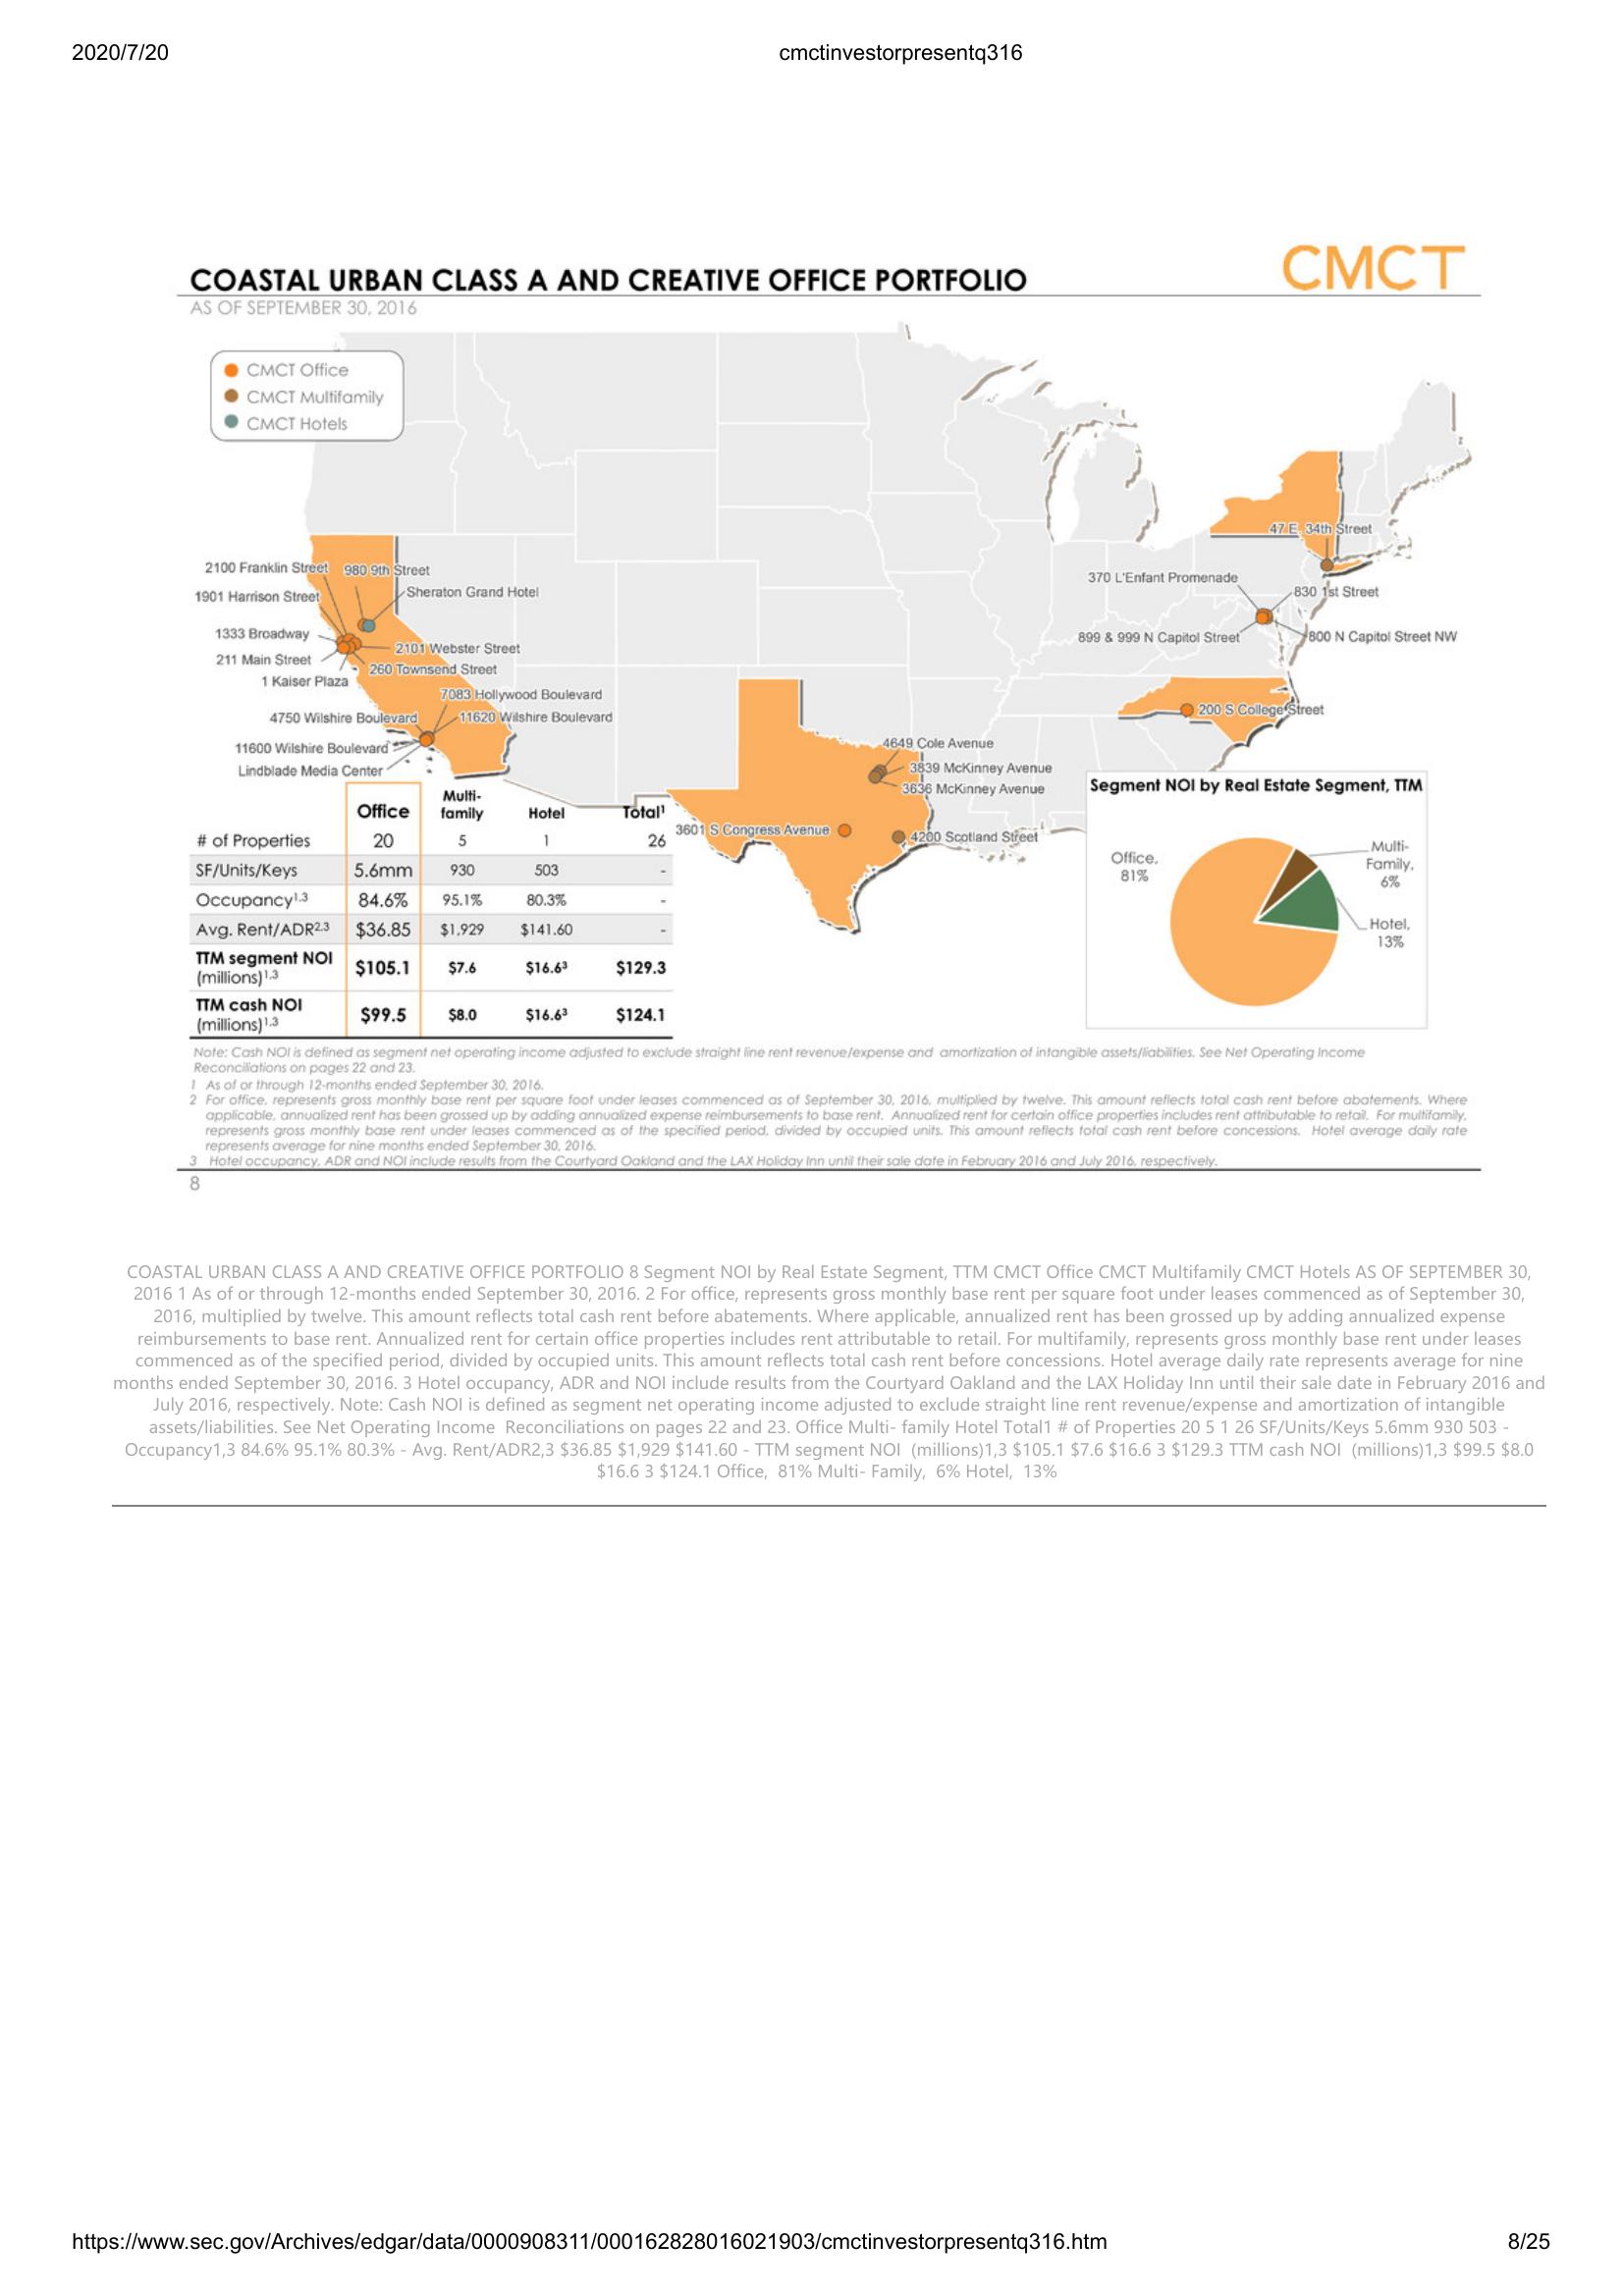 2020/7/20 cmctinvestorpresentq316
COASTAL URBAN CLASS A AND CREATIVE OFFICE PORTFOLIO
CMCT
AS OF SEPTEMBER 30, 2016
CMCT Office
CMCT Multifamily
CMCT Hotels
2100 Franklin Street
980 9th Street
1901 Harrison Street
Sheraton Grand Hotel
1333 Broadway
2101 Webster Street
211 Main Street
260 Townsend Street
1 Kaiser Plaza
7083 Hollywood Boulevard
4750 Wilshire Boulevard
11620 Wilshire Boulevard
11600 Wilshire Boulevard
Lindblade Media Center
47 E. 34th Street
370 L'Enfant Promenade
830 1st Street
899 & 999 N Capitol Street
800 N Capitol Street NW
200 S College Street
4649 Cole Avenue
3839 McKinney Avenue
3636 McKinney Avenue
3601 S Congress Avenue
4200 Scotland Street
Office Multi-family Hotel Total¹
# of Properties 20 5 1 26
SF/Units/Keys 5.6mm 930 503 -
Occupancy¹,³ 84.6% 95.1% 80.3% -
Avg. Rent/ADR²,³ $36.85 $1,929 $141.60 -
TTM segment NOI (millions)¹,³ $105.1 $7.6 $16.6³ $129.3
TTM cash NOI (millions)¹,³ $99.5 $8.0 $16.6³ $124.1
Segment NOI by Real Estate Segment, TTM
Office, 81%
Multi-Family, 6%
Hotel, 13%
Note: Cash NOI is defined as segment net operating income adjusted to exclude straight line rent revenue/expense and amortization of intangible assets/liabilities. See Net Operating Income
Reconciliations on pages 22 and 23.
1 As of or through 12-months ended September 30, 2016.
2 For office, represents gross monthly base rent per square foot under leases commenced as of September 30, 2016, multiplied by twelve. This amount reflects total cash rent before abatements. Where
applicable, annualized rent has been grossed up by adding annualized expense reimbursements to base rent. Annualized rent for certain office properties includes rent attributable to retail. For multifamily,
represents gross monthly base rent under leases commenced as of the specified period, divided by occupied units. This amount reflects total cash rent before concessions. Hotel average daily rate
represents average for nine months ended September 30, 2016.
3 Hotel occupancy, ADR and NOI include results from the Courtyard Oakland and the LAX Holiday Inn until their sale date in February 2016 and July 2016, respectively.
8
COASTAL URBAN CLASS A AND CREATIVE OFFICE PORTFOLIO 8 Segment NOI by Real Estate Segment, TTM CMCT Office CMCT Multifamily CMCT Hotels AS OF SEPTEMBER 30,
2016 1 As of or through 12-months ended September 30, 2016. 2 For office, represents gross monthly base rent per square foot under leases commenced as of September 30,
2016, multiplied by twelve. This amount reflects total cash rent before abatements. Where applicable, annualized rent has been grossed up by adding annualized expense
reimbursements to base rent. Annualized rent for certain office properties includes rent attributable to retail. For multifamily, represents gross monthly base rent under leases
commenced as of the specified period, divided by occupied units. This amount reflects total cash rent before concessions. Hotel average daily rate represents average for nine
months ended September 30, 2016. 3 Hotel occupancy, ADR and NOI include results from the Courtyard Oakland and the LAX Holiday Inn until their sale date in February 2016 and
July 2016, respectively. Note: Cash NOI is defined as segment net operating income adjusted to exclude straight line rent revenue/expense and amortization of intangible
assets/liabilities. See Net Operating Income Reconciliations on pages 22 and 23. Office Multi- family Hotel Total1 # of Properties 20 5 1 26 SF/Units/Keys 5.6mm 930 503 -
Occupancy1,3 84.6% 95.1% 80.3% - Avg. Rent/ADR2,3 $36.85 $1,929 $141.60 - TTM segment NOI (millions)1,3 $105.1 $7.6 $16.6 3 $129.3 TTM cash NOI (millions)1,3 $99.5 $8.0
$16.6 3 $124.1 Office, 81% Multi- Family, 6% Hotel, 13%
https://www.sec.gov/Archives/edgar/data/0000908311/000162828016021903/cmctinvestorpresentq316.htm 8/25